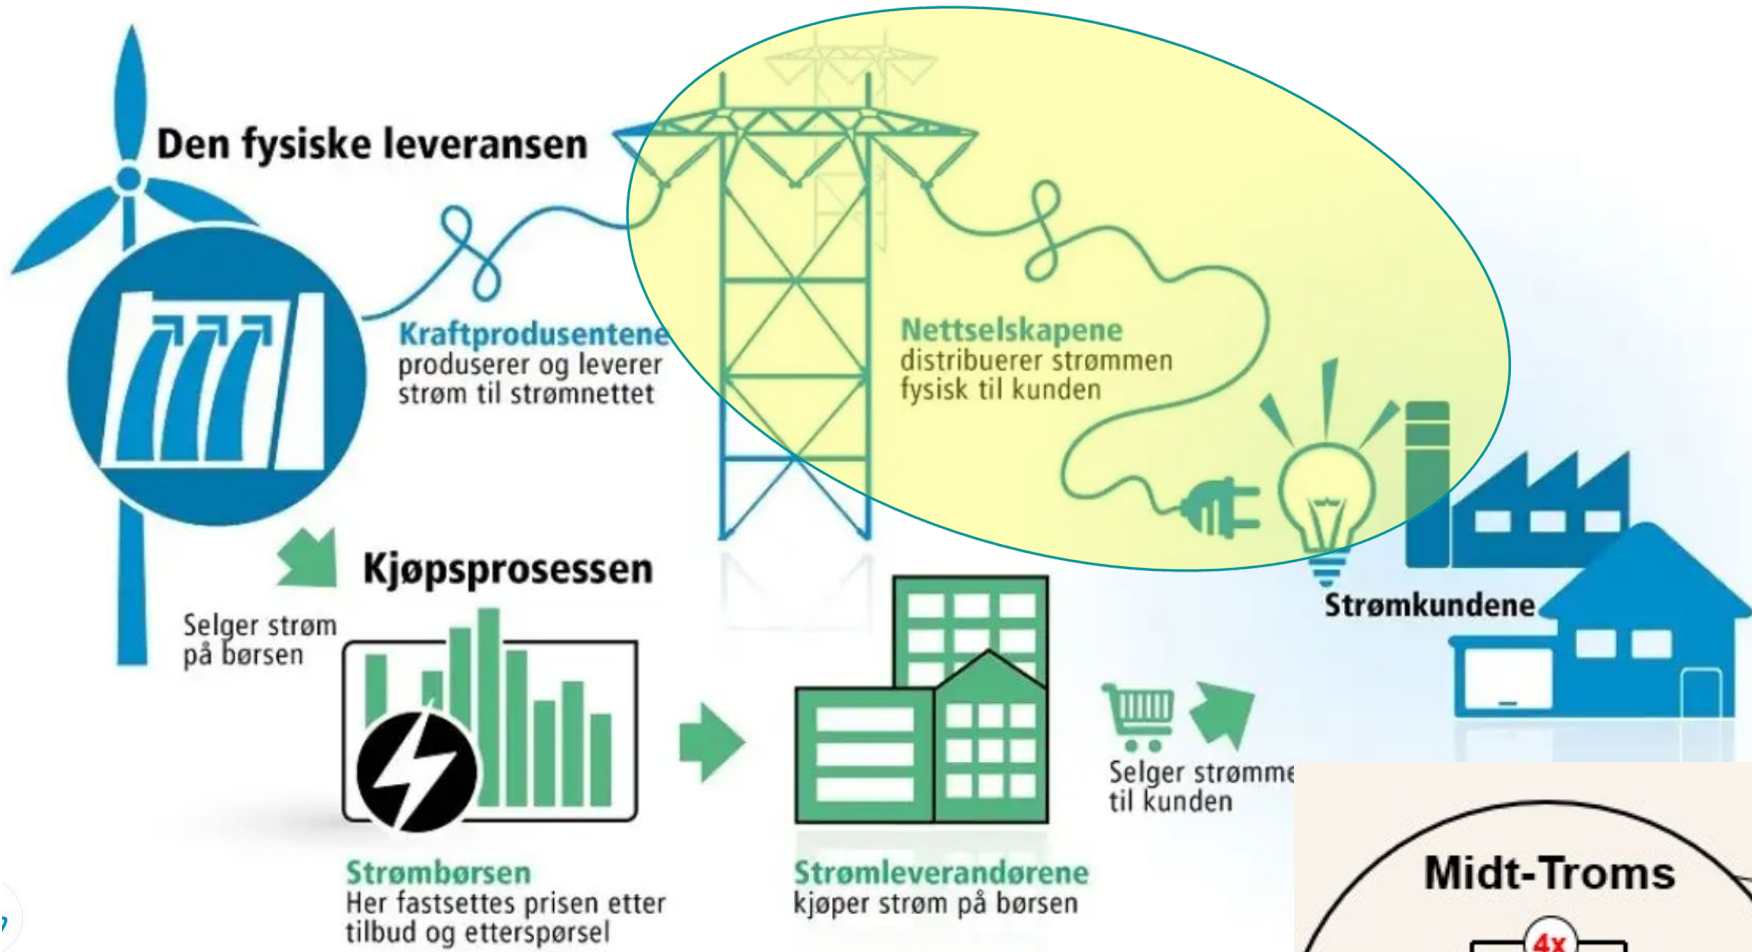 Den fysiske leveransen
Kraftprodusentene
produserer og leverer
strøm til strømnettet
Nettselskapene
distribuerer strømmen
fysisk til kunden
Kjøpsprosessen
Selger strøm
på børsen
Strømkundene
Selger strømme
til kunden
Strømbørsen
Her fastsettes prisen etter
tilbud og etterspørsel
Strømleverandørene
kjøper strøm på børsen
Midt-Troms
4x